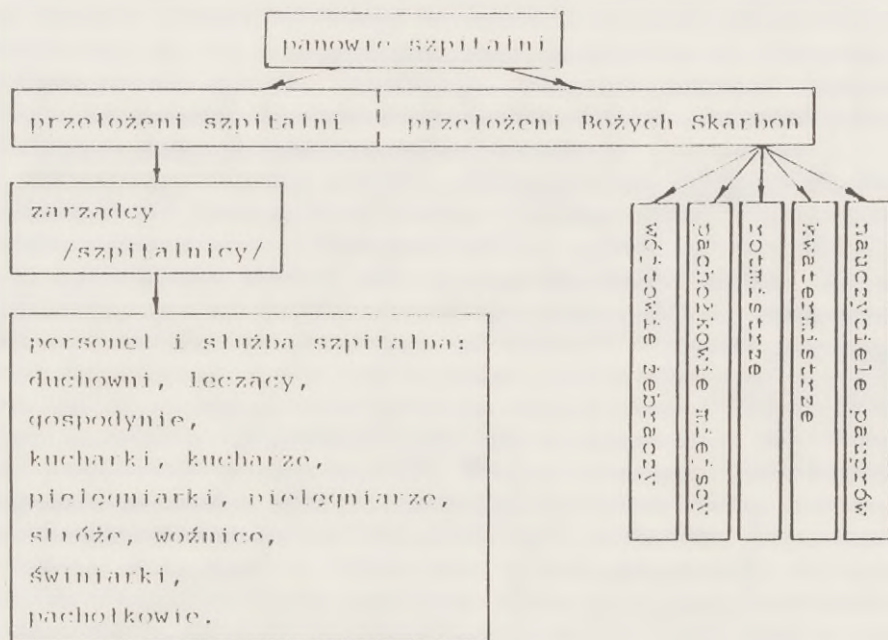 panowie szpitalni
przełożeni szpitalni
przełożeni Bożych Skarbon
zarządcy
/szpitalnicy/
personel i służba szpitalna:
duchowni, leczący,
gospodynie,
kucharki, kucharze,
pielęgniarki, pielęgniarze,
stróże, woźnice,
świniarki,
pachołkowie.
wójtowie żebraczy
pachołkowie miejscy
rotmistrze
kwatermistrze
nauczyciele pauprów